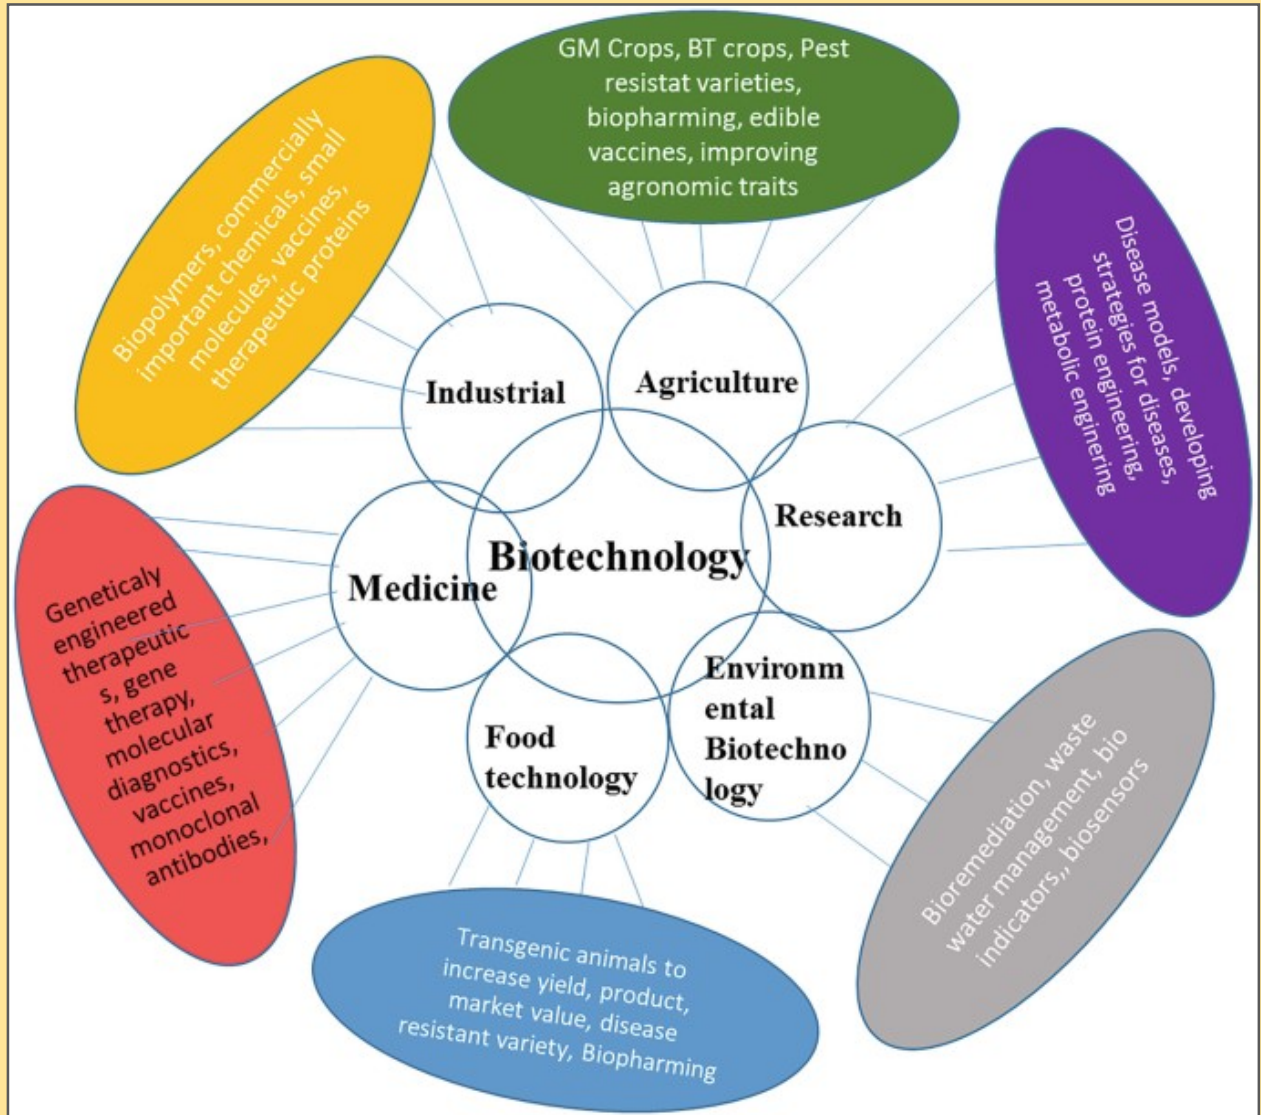 GM Crops, BT crops, Pest
resistat varieties,
biopharming, edible
vaccines, improving
agronomic traits
Biopolymers, commercially
important chemicals, small
molecules, vaccines,
therapeutic proteins
Disease models, developing
strategies for diseases,
protein engineering,
metabolic enginering
Industrial
Agriculture
Research
Biotechnology
Medicine
Environm
ental
Biotechno
logy
Food
technology
Geneticaly
engineered
therapeutic
s, gene
therapy,
molecular
diagnostics,
vaccines,
monoclonal
antibodies,
Bioremediation, waste
water management, bio
indicators,, biosensors
Transgenic animals to
increase yield, product,
market value, disease
resistant variety, Biopharming